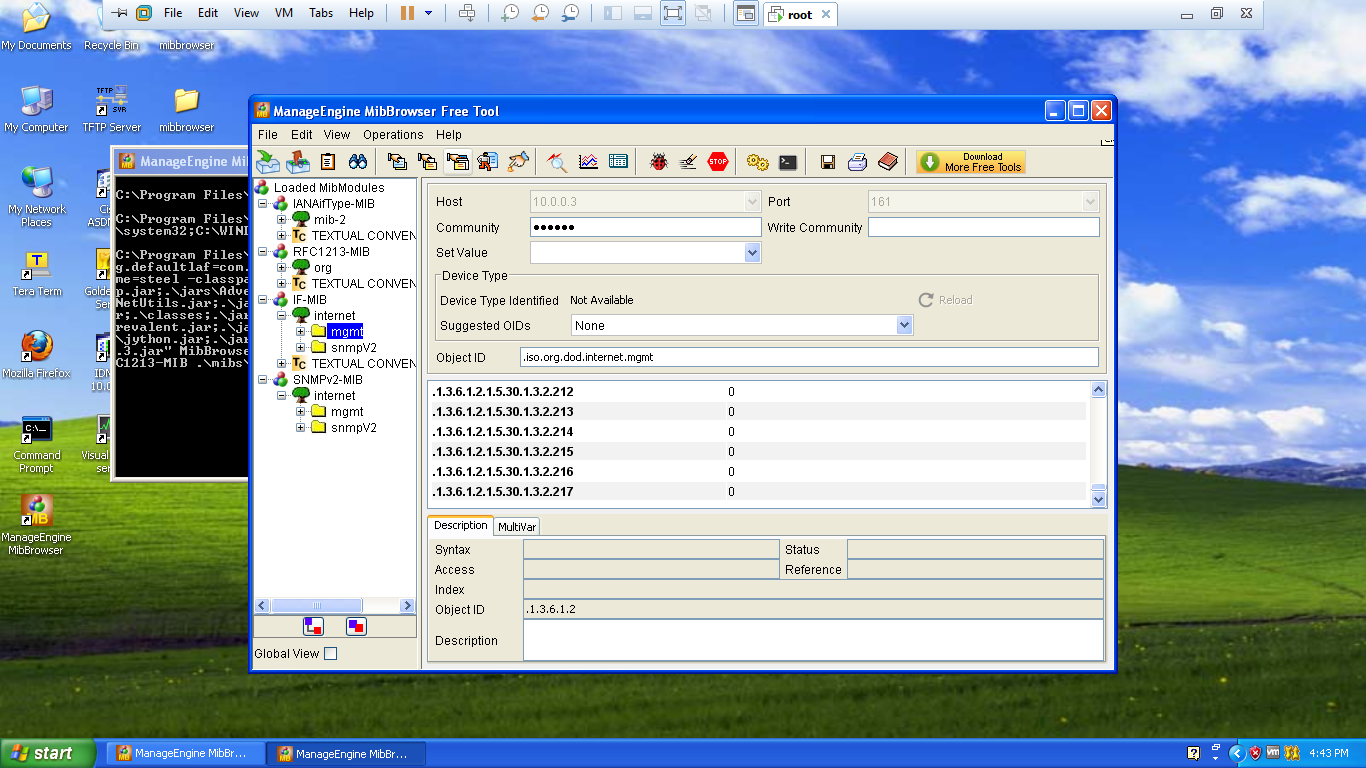 File Edit View VM Tabs Help
root
My Documents
Recycle Bin
mibbrowser
My Computer
TFTP Server
mibbrowser
My Network
Places
Tera Term
Mozilla Firefox
Command
Prompt
ManageEngine
MibBrowser
ManageEngine Mi
C:\Program Files\
C:\Program Files\
\system32;C:\WIN
C:\Program Files\
g.defaultlaf=com.
me=steel -classpa
p.jar;.\jars\Adve
NetUtils.jar;.\ja
;.\classes;.\jar
revalent.jar;.\ja
\jython.jar;.\jar
.3.jar" MibBrowse
C1213-MIB .\mibs\
ManageEngine MibBrowser Free Tool
File Edit View Operations Help
STOP
Download
More Free Tools
Loaded MibModules
IANAifType-MIB
mib-2
TEXTUAL CONVEN
RFC1213-MIB
org
TEXTUAL CONVEN
IF-MIB
internet
mgmt
snmpV2
TEXTUAL CONVEN
SNMPv2-MIB
internet
mgmt
snmpV2
Global View
Host 10.0.0.3 Port 161
Community ●●●●●● Write Community
Set Value
Device Type
Device Type Identified Not Available Reload
Suggested OIDs None
Object ID .iso.org.dod.internet.mgmt
.1.3.6.1.2.1.5.30.1.3.2.212 0
.1.3.6.1.2.1.5.30.1.3.2.213 0
.1.3.6.1.2.1.5.30.1.3.2.214 0
.1.3.6.1.2.1.5.30.1.3.2.215 0
.1.3.6.1.2.1.5.30.1.3.2.216 0
.1.3.6.1.2.1.5.30.1.3.2.217 0
Description MultiVar
Syntax Status
Access Reference
Index
Object ID .1.3.6.1.2
Description
start
ManageEngine MibBr...
ManageEngine MibBr...
4:43 PM